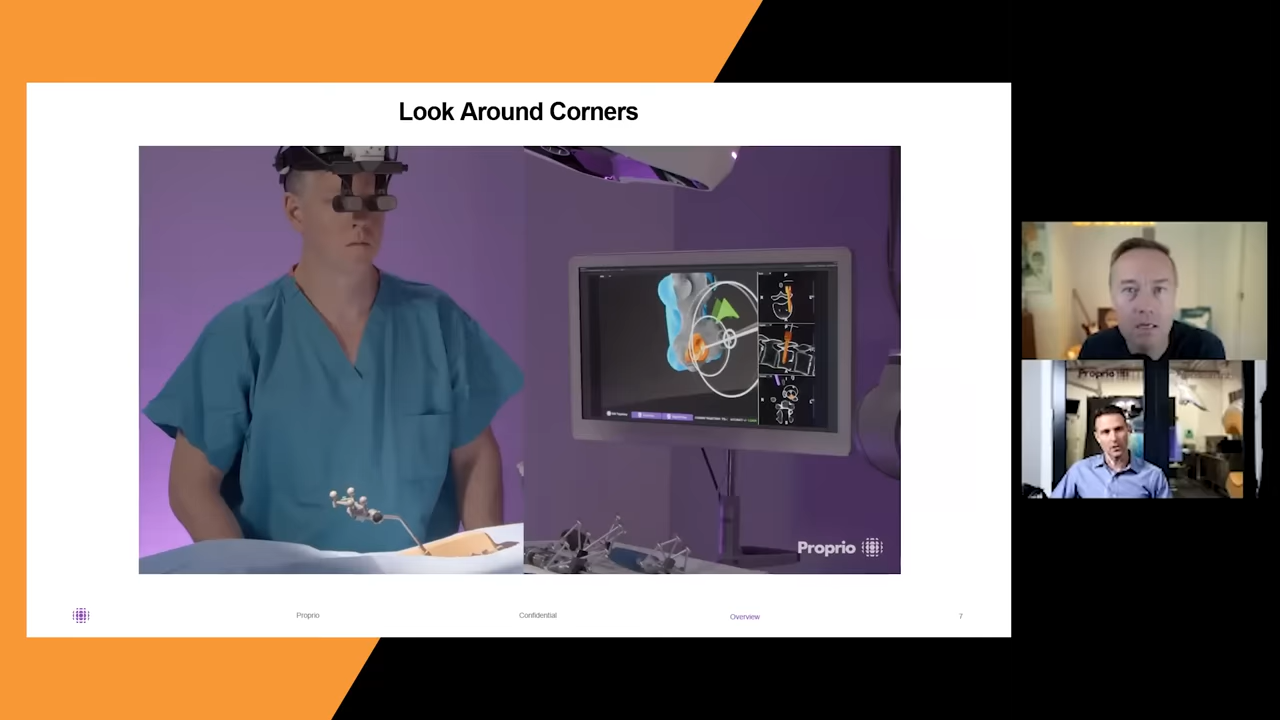 Look Around Corners
Proprio
Proprio
Proprio
Confidential
Overview
7